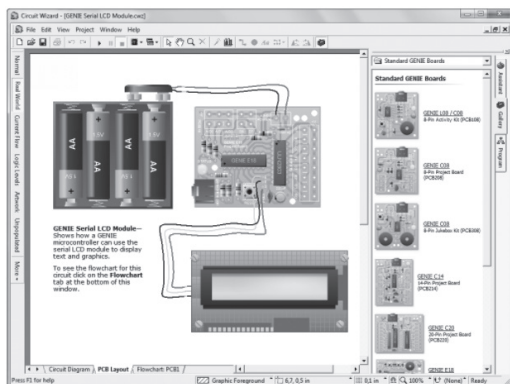 Circuit Wizard - [GENIE Serial LCD Module.cwz]
File Edit View Project Window Help
Normal
Real World
Current Flow
Logic Levels
Artwork
Unpopulated
More
AA
AA
AA
AA
GENIE E18
GENIE Serial LCD Module—
Shows how a GENIE
microcontroller can use the
serial LCD module to display
text and graphics.
To see the flowchart for this
circuit click on the Flowchart
tab at the bottom of this
window.
Standard GENIE Boards
Standard GENIE Boards
GENIE L08 / C08
8-Pin Activity Kit (PCB408)
GENIE C08
8-Pin Project Board
GENIE C08
8-Pin Jukebox Kit
GENIE C14
14-Pin Project Board
(PCB214)
GENIE C20
20-Pin Project Board
GENIE E18
Assistant
Gallery
Program
Circuit Diagram
PCB Layout
Flowchart: PCB1
Press F1 for help
Graphic Foreground
6,7, 0,5 in
0,1 in
100%
(None)
Ready